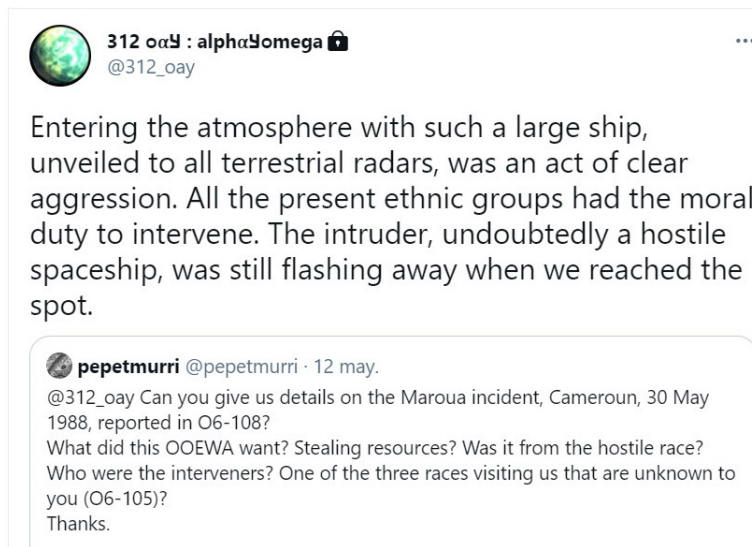 312 oαY : alphαYomega
@312_oay
Entering the atmosphere with such a large ship,
unveiled to all terrestrial radars, was an act of clear
aggression. All the present ethnic groups had the moral
duty to intervene. The intruder, undoubtedly a hostile
spaceship, was still flashing away when we reached the
spot.
pepetmurri @pepetmurri · 12 may.
@312_oay Can you give us details on the Maroua incident, Cameroun, 30 May
1988, reported in O6-108?
What did this OOEWA want? Stealing resources? Was it from the hostile race?
Who were the interveners? One of the three races visiting us that are unknown to
you (O6-105)?
Thanks.